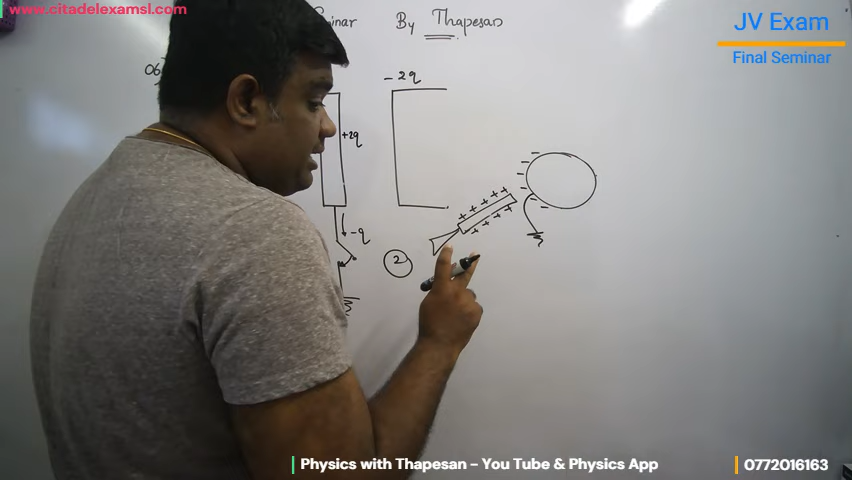 www.citadelexamsl.com
JV Exam
Final Seminar
By Thapesan
06
-2q
+2q
-q
2
Physics with Thapesan - You Tube & Physics App
0772016163